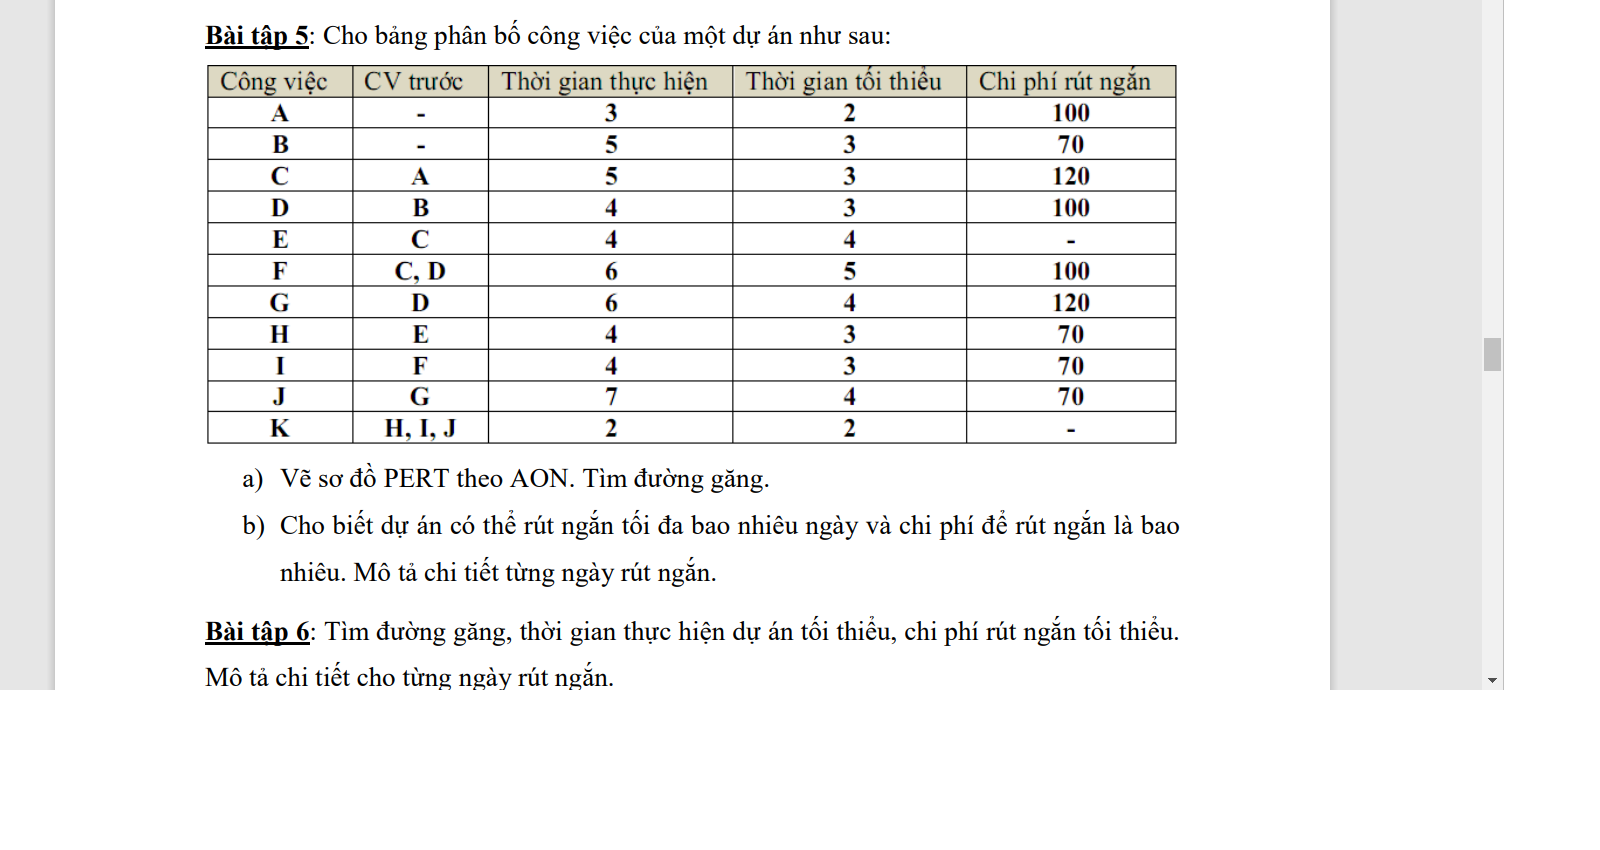 Bài tập 5: Cho bảng phân bố công việc của một dự án như sau:
Công việc CV trước Thời gian thực hiện Thời gian tối thiểu Chi phí rút ngắn
A - 3 2 100
B - 5 3 70
C A 5 3 120
D B 4 3 100
E C 4 4 -
F C, D 6 5 100
G D 6 4 120
H E 4 3 70
I F 4 3 70
J G 7 4 70
K H, I, J 2 2 -
a) Vẽ sơ đồ PERT theo AON. Tìm đường găng.
b) Cho biết dự án có thể rút ngắn tối đa bao nhiêu ngày và chi phí để rút ngắn là bao
nhiêu. Mô tả chi tiết từng ngày rút ngắn.
Bài tập 6: Tìm đường găng, thời gian thực hiện dự án tối thiểu, chi phí rút ngắn tối thiểu.
Mô tả chi tiết cho từng ngày rút ngắn.